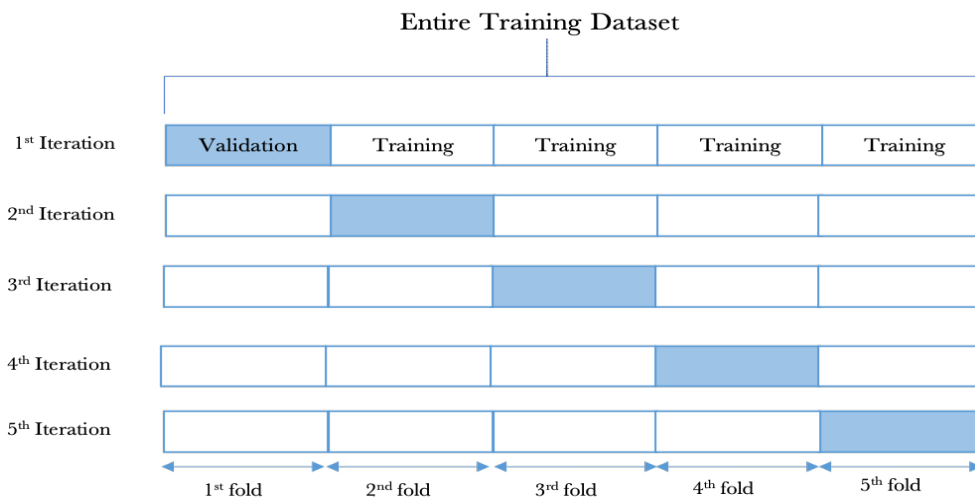 Entire Training Dataset
1st Iteration Validation Training Training Training Training
2nd Iteration
3rd Iteration
4th Iteration
5th Iteration
1st fold 2nd fold 3rd fold 4th fold 5th fold